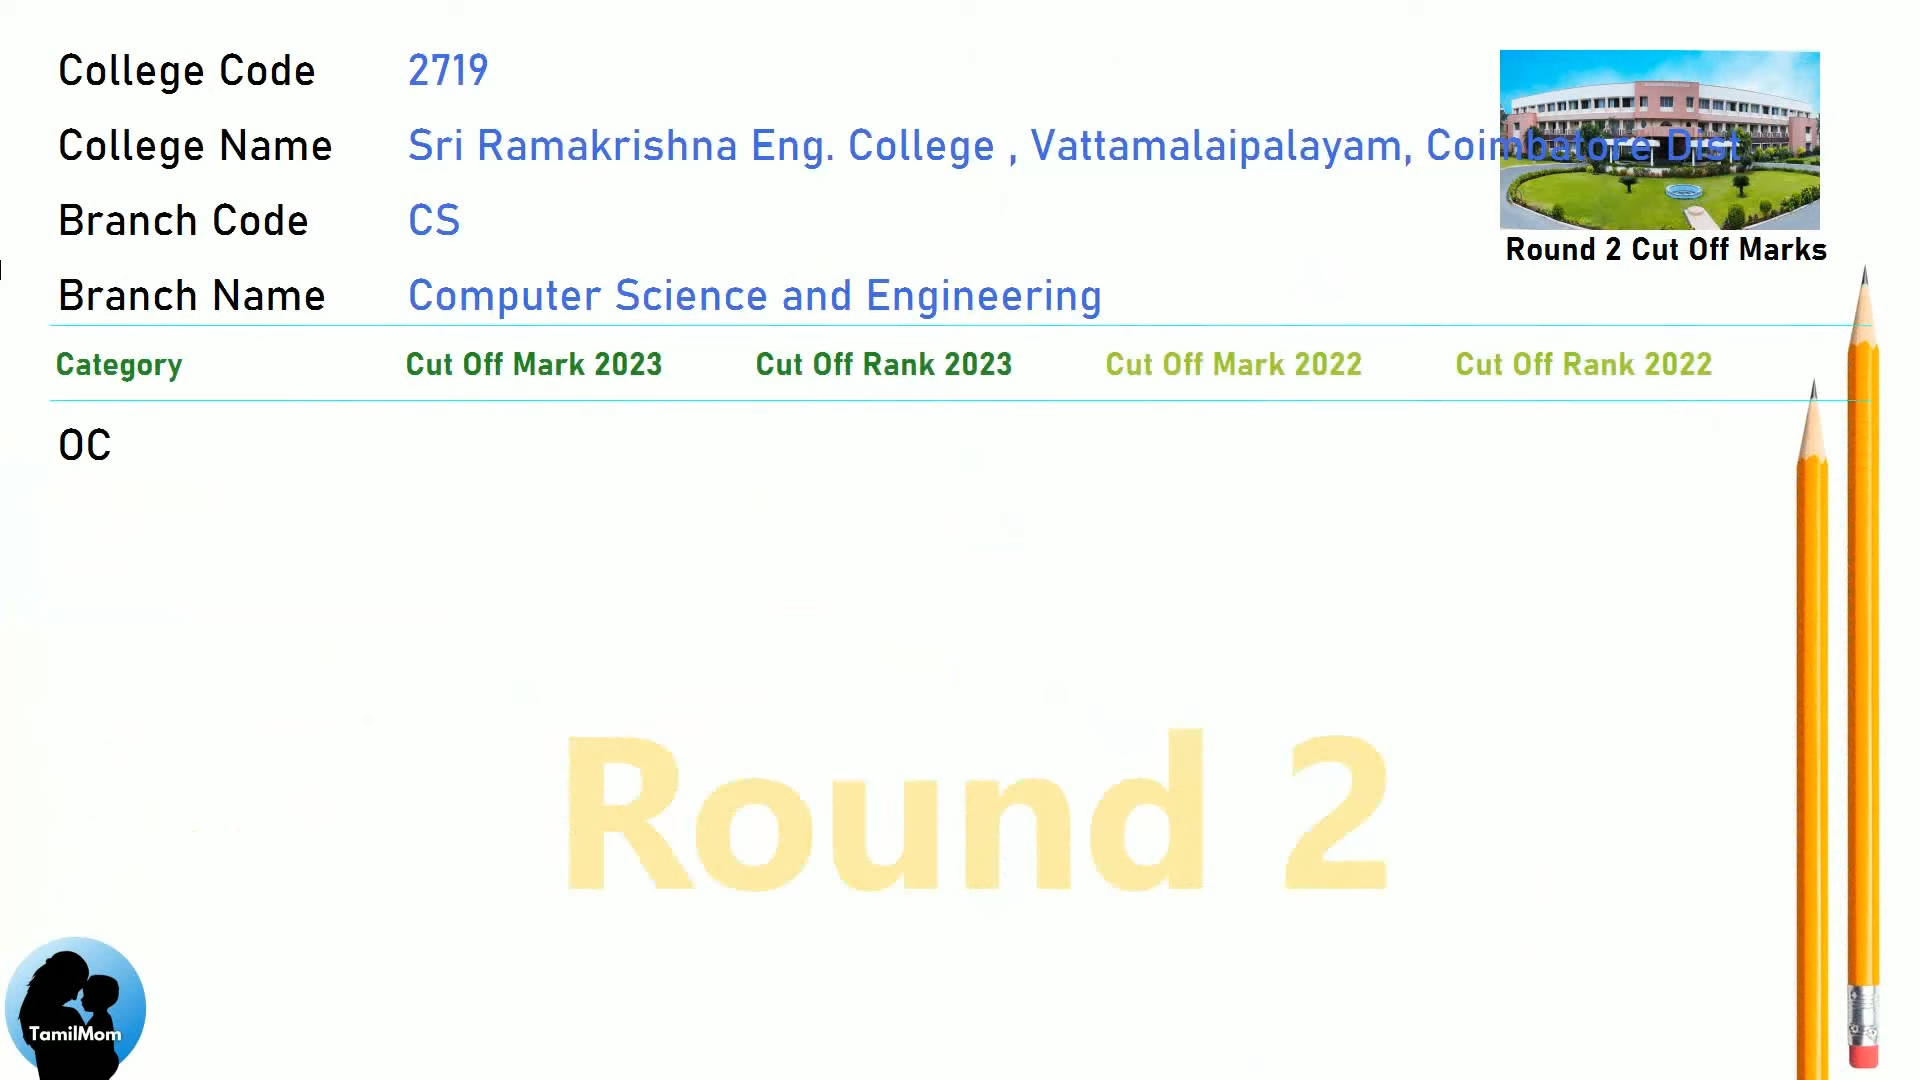 College Code 2719
College Name Sri Ramakrishna Eng. College , Vattamalaipalayam, Coimbatore Dist
Branch Code CS
Round 2 Cut Off Marks
Branch Name Computer Science and Engineering
Category Cut Off Mark 2023 Cut Off Rank 2023 Cut Off Mark 2022 Cut Off Rank 2022
OC
Round 2
TamilMom